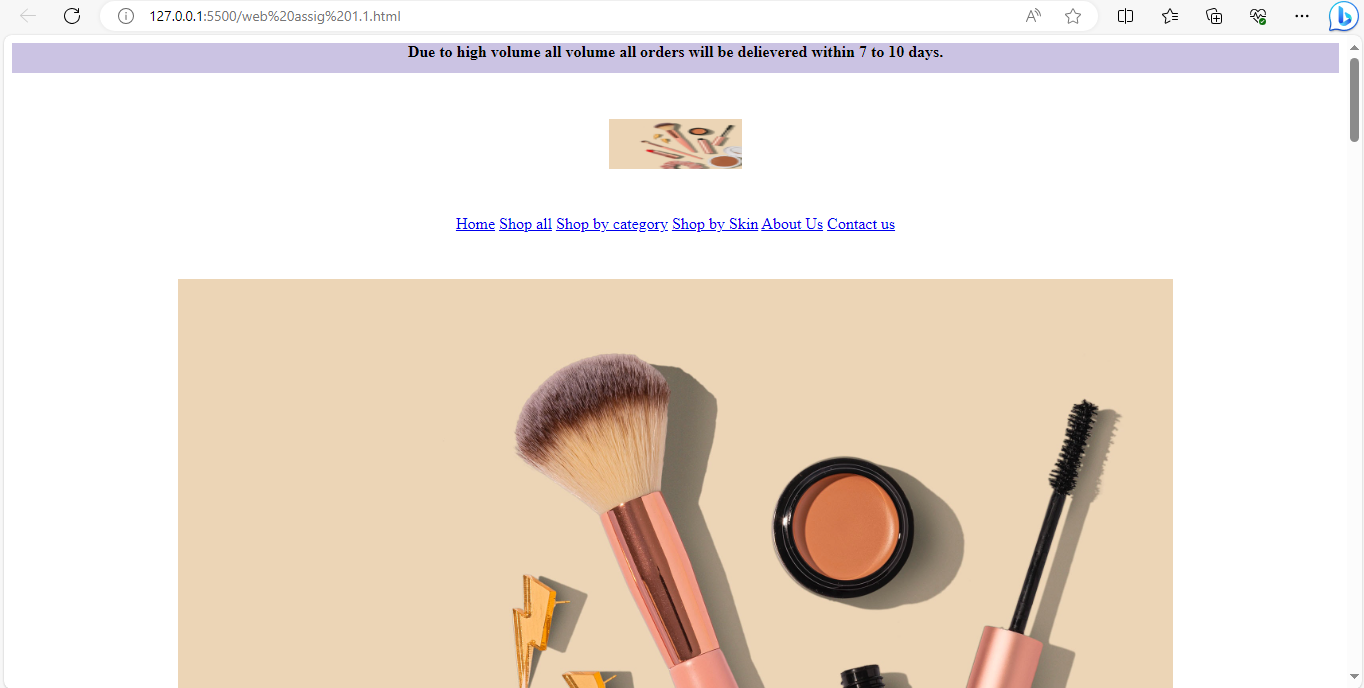 127.0.0.1:5500/web%20assig%201.1.html
Due to high volume all volume all orders will be delievered within 7 to 10 days.
Home Shop all Shop by category Shop by Skin About Us Contact us